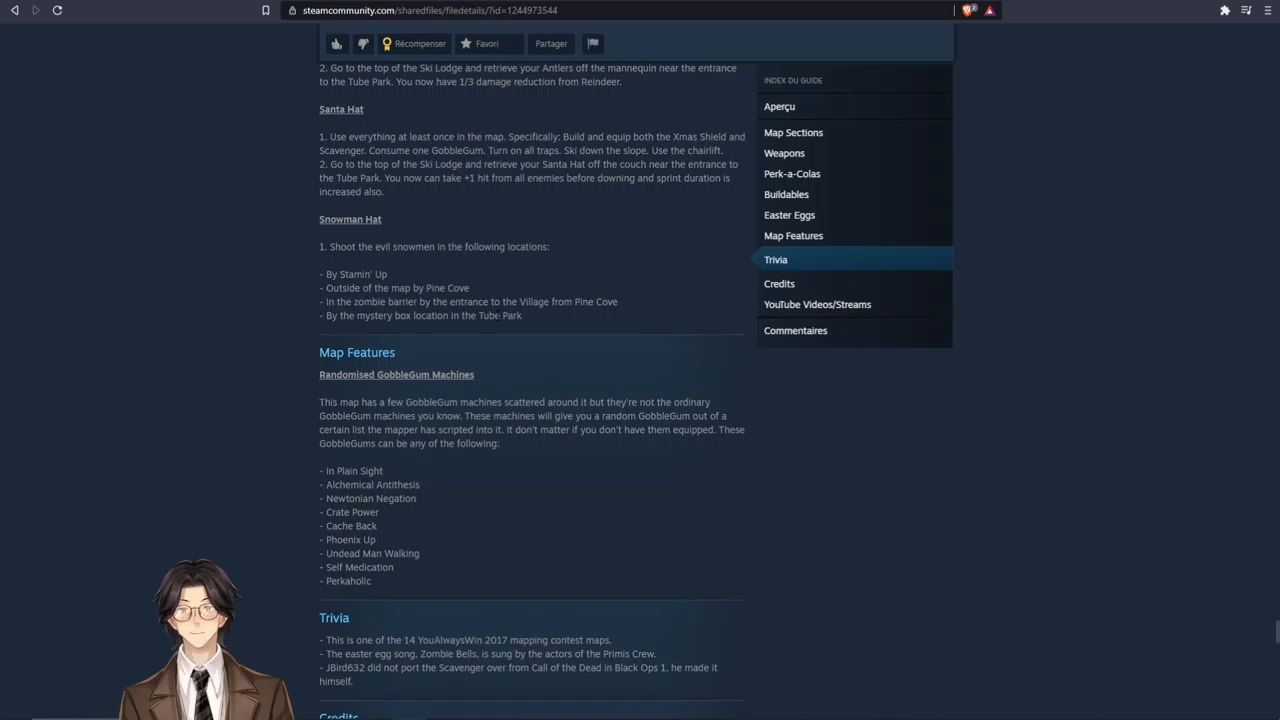 steamcommunity.com/sharedfiles/filedetails/?id=1244973544
2
Récompenser
Favori
Partager
2. Go to the top of the Ski Lodge and retrieve your Antlers off the mannequin near the entrance
to the Tube Park. You now have 1/3 damage reduction from Reindeer.
Santa Hat
1. Use everything at least once in the map. Specifically: Build and equip both the Xmas Shield and
Scavenger. Consume one GobbleGum. Turn on all traps. Ski down the slope. Use the chairlift.
2. Go to the top of the Ski Lodge and retrieve your Santa Hat off the couch near the entrance to
the Tube Park. You now can take +1 hit from all enemies before downing and sprint duration is
increased also.
Snowman Hat
1. Shoot the evil snowmen in the following locations:
- By Stamin' Up
- Outside of the map by Pine Cove
- In the zombie barrier by the entrance to the Village from Pine Cove
- By the mystery box location in the Tube Park
Map Features
Randomised GobbleGum Machines
This map has a few GobbleGum machines scattered around it but they're not the ordinary
GobbleGum machines you know. These machines will give you a random GobbleGum out of a
certain list the mapper has scripted into it. It don't matter if you don't have them equipped. These
GobbleGums can be any of the following:
- In Plain Sight
- Alchemical Antithesis
- Newtonian Negation
- Crate Power
- Cache Back
- Phoenix Up
- Undead Man Walking
- Self Medication
- Perkaholic
Trivia
- This is one of the 14 YouAlwaysWin 2017 mapping contest maps.
- The easter egg song, Zombie Bells, is sung by the actors of the Primis Crew.
- JBird632 did not port the Scavenger over from Call of the Dead in Black Ops 1, he made it
himself.
Credits
INDEX DU GUIDE
Aperçu
Map Sections
Weapons
Perk-a-Colas
Buildables
Easter Eggs
Map Features
Trivia
Credits
YouTube Videos/Streams
Commentaires